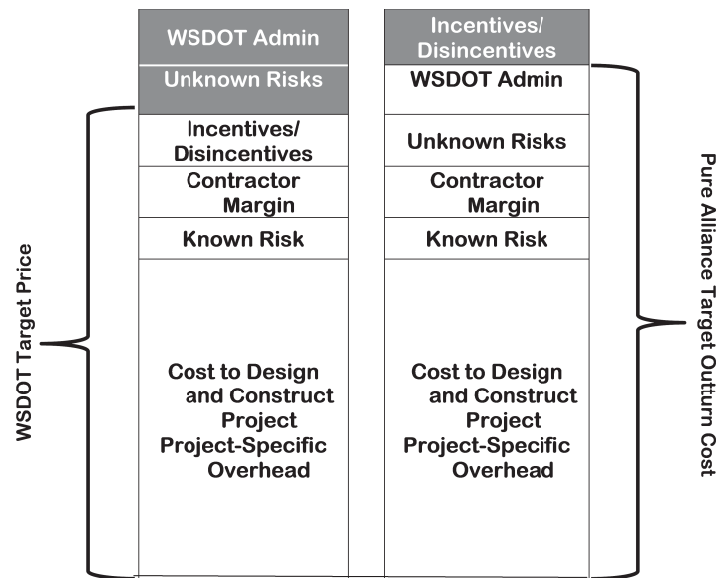 WSDOT Admin
Unknown Risks
Incentives/
Disincentives
Contractor
Margin
Known Risk
Cost to Design
and Construct
Project
Project-Specific
Overhead
WSDOT Target Price
Incentives/
Disincentives
WSDOT Admin
Unknown Risks
Contractor
Margin
Known Risk
Cost to Design
and Construct
Project
Project-Specific
Overhead
Pure Alliance Target Outturn Cost